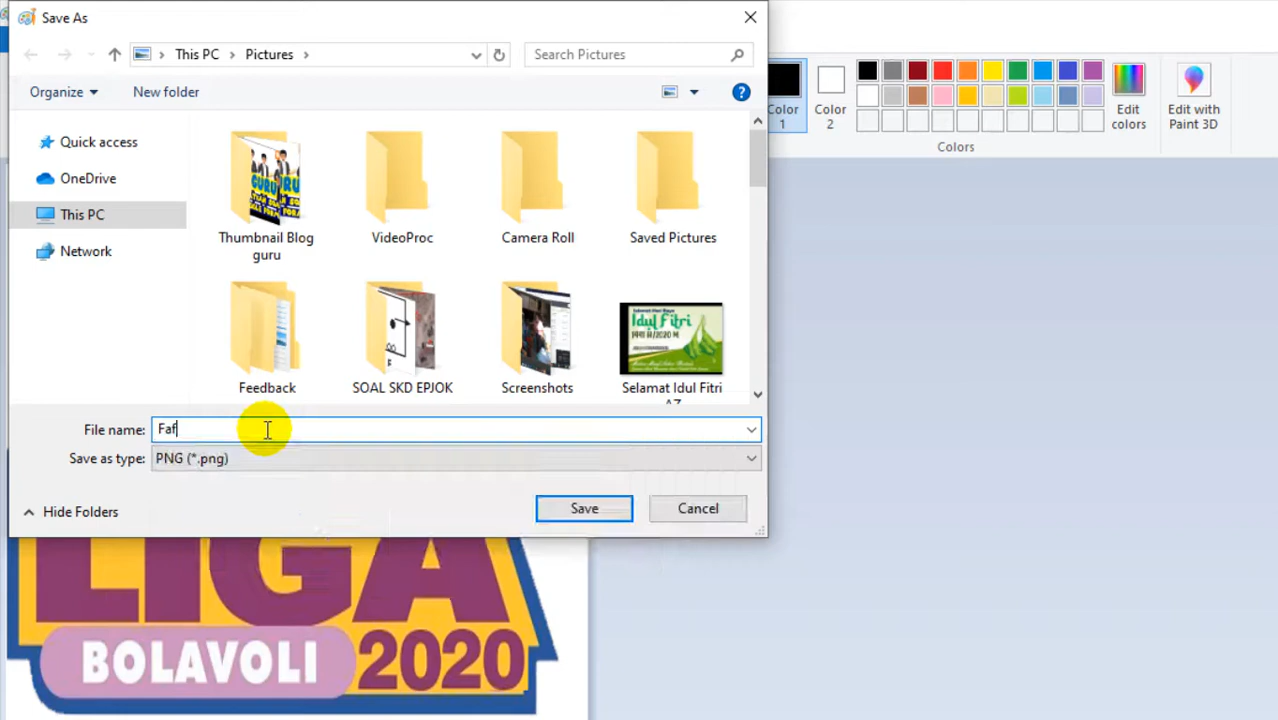 Save As
This PC
Pictures
Search Pictures
Organize
New folder
Quick access
OneDrive
This PC
Network
Thumbnail Blog
guru
VideoProc
Camera Roll
Saved Pictures
Feedback
SOAL SKD EPJOK
Screenshots
Idul Fitri
Selamat Idul Fitri
File name:
Faf
Save as type:
PNG (*.png)
Hide Folders
Save
Cancel
Color
1
Color
2
Edit
colors
Edit with
Paint 3D
Colors
LIGA
BOLAVOLI 2020